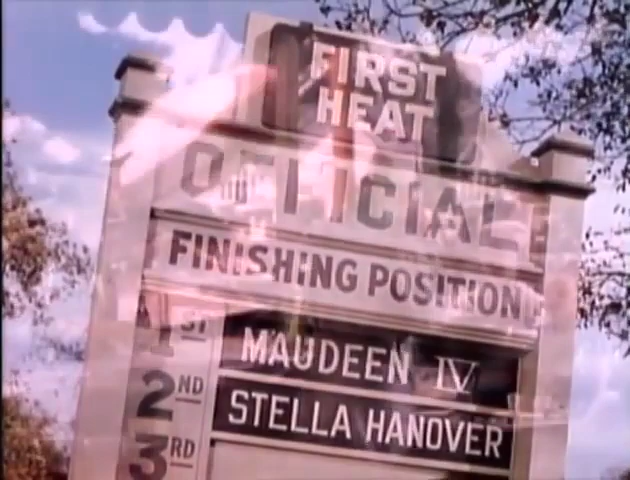 FIRST
HEAT
OFFICIAL
FINISHING POSITION
1ST MAUDEEN IV
2ND STELLA HANOVER
3RD